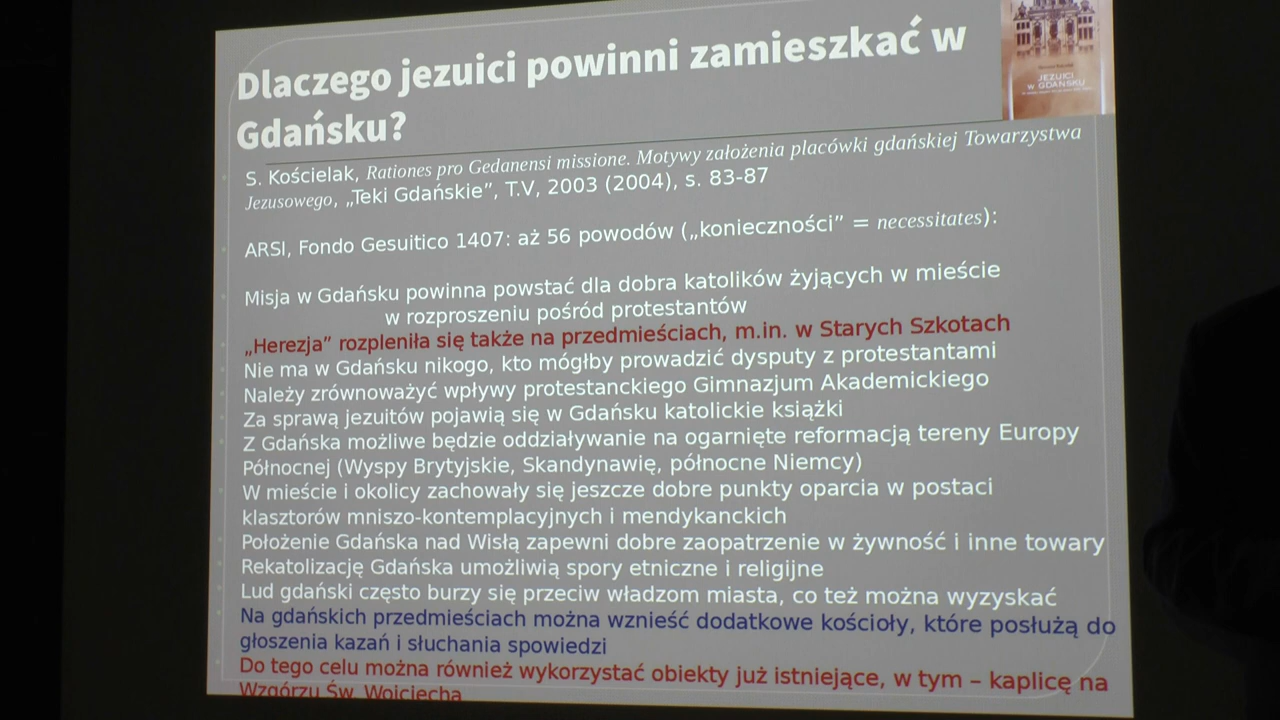 Dlaczego jezuici powinni zamieszkać w
Gdańsku?
JEZUICI
W GDAŃSKU
S. Kościelak, Rationes pro Gedanensi missione. Motywy założenia placówki gdańskiej Towarzystwa
Jezusowego, „Teki Gdańskie”, T.V, 2003 (2004), s. 83-87
ARSI, Fondo Gesuitico 1407: aż 56 powodów („konieczności” = necessitates):
Misja w Gdańsku powinna powstać dla dobra katolików żyjących w mieście
w rozproszeniu pośród protestantów
„Herezja” rozpleniła się także na przedmieściach, m.in. w Starych Szkotach
Nie ma w Gdańsku nikogo, kto mógłby prowadzić dysputy z protestantami
Należy zrównoważyć wpływy protestanckiego Gimnazjum Akademickiego
Za sprawą jezuitów pojawią się w Gdańsku katolickie książki
Z Gdańska możliwe będzie oddziaływanie na ogarnięte reformacją tereny Europy
Północnej (Wyspy Brytyjskie, Skandynawię, północne Niemcy)
W mieście i okolicy zachowały się jeszcze dobre punkty oparcia w postaci
klasztorów mniszo-kontemplacyjnych i mendykanckich
Położenie Gdańska nad Wisłą zapewni dobre zaopatrzenie w żywność i inne towary
Rekatolizację Gdańska umożliwią spory etniczne i religijne
Lud gdański często burzy się przeciw władzom miasta, co też można wyzyskać
Na gdańskich przedmieściach można wznieść dodatkowe kościoły, które posłużą do
głoszenia kazań i słuchania spowiedzi
Do tego celu można również wykorzystać obiekty już istniejące, w tym – kaplicę na
Wzgórzu Św. Wojciecha